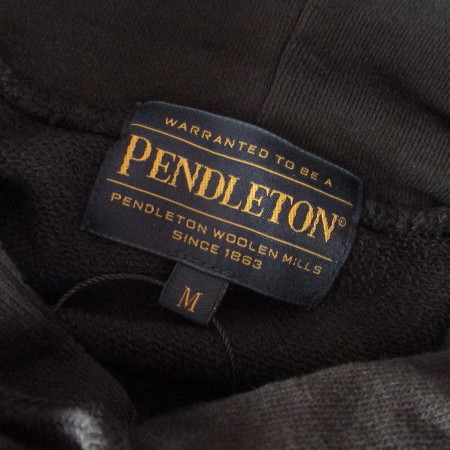 WARRANTED TO BE A
PENDLETON®
PENDLETON WOOLEN MILLS
SINCE 1863
M